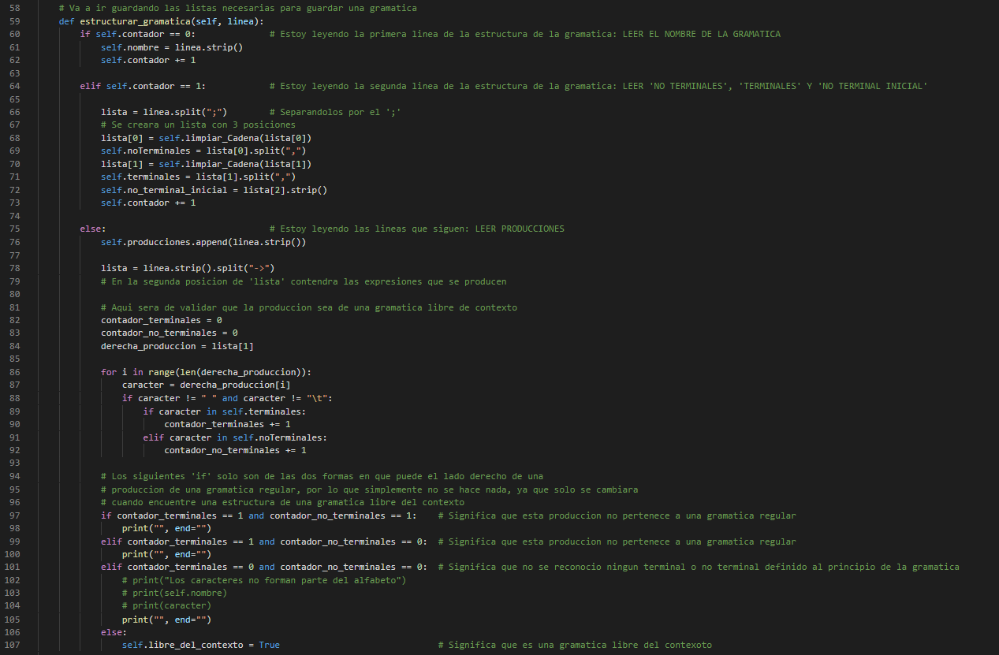 58 # Va a ir guardando las listas necesarias para guardar una gramatica
59 def estructurar_gramatica(self, linea):
60 if self.contador == 0: # Estoy leyendo la primera linea de la estructura de la gramatica: LEER EL NOMBRE DE LA GRAMATICA
61 self.nombre = linea.strip()
62 self.contador += 1
63
64 elif self.contador == 1: # Estoy leyendo la segunda linea de la estructura de la gramatica: LEER 'NO TERMINALES', 'TERMINALES' Y 'NO TERMINAL INICIAL'
65
66 lista = linea.split(";") # Separandolos por el ';'
67 # Se creara un lista con 3 posiciones
68 lista[0] = self.limpiar_Cadena(lista[0])
69 self.noTerminales = lista[0].split(",")
70 lista[1] = self.limpiar_Cadena(lista[1])
71 self.terminales = lista[1].split(",")
72 self.no_terminal_inicial = lista[2].strip()
73 self.contador += 1
74
75 else: # Estoy leyendo las lineas que siguen: LEER PRODUCCIONES
76 self.producciones.append(linea.strip())
77
78 lista = linea.strip().split("->")
79 # En la segunda posicion de 'lista' contendra las expresiones que se producen
80
81 # Aqui sera de validar que la produccion sea de una gramatica libre de contexto
82 contador_terminales = 0
83 contador_no_terminales = 0
84 derecha_produccion = lista[1]
85
86 for i in range(len(derecha_produccion)):
87 caracter = derecha_produccion[i]
88 if caracter != " " and caracter != "\t":
89 if caracter in self.terminales:
90 contador_terminales += 1
91 elif caracter in self.noTerminales:
92 contador_no_terminales += 1
93
94 # Los siguientes 'if' solo son de las dos formas en que puede el lado derecho de una
95 # produccion de una gramatica regular, por lo que simplemente no se hace nada, ya que solo se cambiara
96 # cuando encuentre una estructura de una gramatica libre del contexto
97 if contador_terminales == 1 and contador_no_terminales == 1: # Significa que esta produccion no pertenece a una gramatica regular
98 print("", end="")
99 elif contador_terminales == 1 and contador_no_terminales == 0: # Significa que esta produccion no pertenece a una gramatica regular
100 print("", end="")
101 elif contador_terminales == 0 and contador_no_terminales == 0: # Significa que no se reconocio ningun terminal o no terminal definido al principio de la gramatica
102 # print("Los caracteres no forman parte del alfabeto")
103 # print(self.nombre)
104 # print(caracter)
105 print("", end="")
106 else:
107 self.libre_del_contexto = True # Significa que es una gramatica libre del contexoto